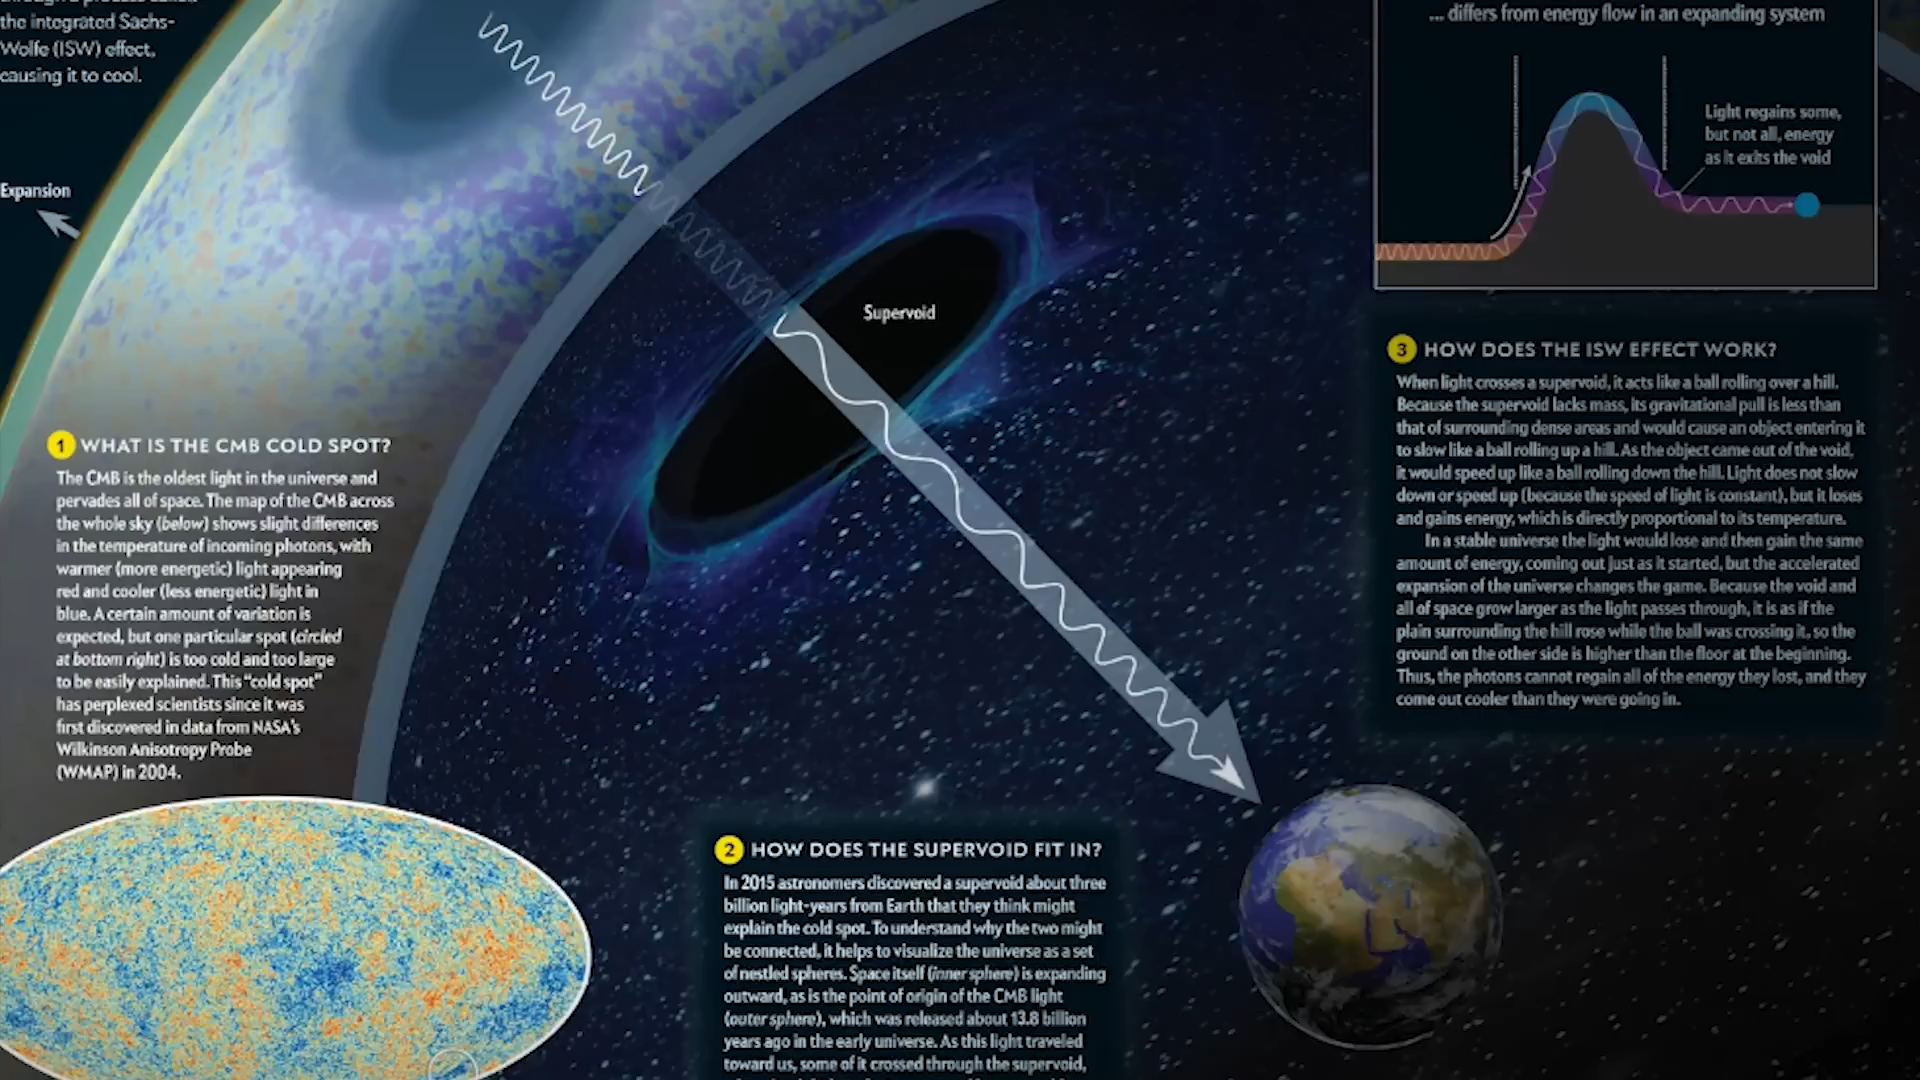 the integrated Sachs-
Wolfe (ISW) effect,
causing it to cool.
Expansion
Supervoid
... differs from energy flow in an expanding system
Light regains some,
but not all, energy
as it exits the void
1 WHAT IS THE CMB COLD SPOT?
The CMB is the oldest light in the universe and
pervades all of space. The map of the CMB across
the whole sky (below) shows slight differences
in the temperature of incoming photons, with
warmer (more energetic) light appearing
red and cooler (less energetic) light in
blue. A certain amount of variation is
expected, but one particular spot (circled
at bottom right) is too cold and too large
to be easily explained. This “cold spot”
has perplexed scientists since it was
first discovered in data from NASA’s
Wilkinson Anisotropy Probe
(WMAP) in 2004.
2 HOW DOES THE SUPERVOID FIT IN?
In 2015 astronomers discovered a supervoid about three
billion light-years from Earth that they think might
explain the cold spot. To understand why the two might
be connected, it helps to visualize the universe as a set
of nestled spheres. Space itself (inner sphere) is expanding
outward, as is the point of origin of the CMB light
(outer sphere), which was released about 13.8 billion
years ago in the early universe. As this light traveled
toward us, some of it crossed through the supervoid,
3 HOW DOES THE ISW EFFECT WORK?
When light crosses a supervoid, it acts like a ball rolling over a hill.
Because the supervoid lacks mass, its gravitational pull is less than
that of surrounding dense areas and would cause an object entering it
to slow like a ball rolling up a hill. As the object came out of the void,
it would speed up like a ball rolling down the hill. Light does not slow
down or speed up (because the speed of light is constant), but it loses
and gains energy, which is directly proportional to its temperature.
In a stable universe the light would lose and then gain the same
amount of energy, coming out just as it started, but the accelerated
expansion of the universe changes the game. Because the void and
all of space grow larger as the light passes through, it is as if the
plain surrounding the hill rose while the ball was crossing it, so the
ground on the other side is higher than the floor at the beginning.
Thus, the photons cannot regain all of the energy they lost, and they
come out cooler than they were going in.